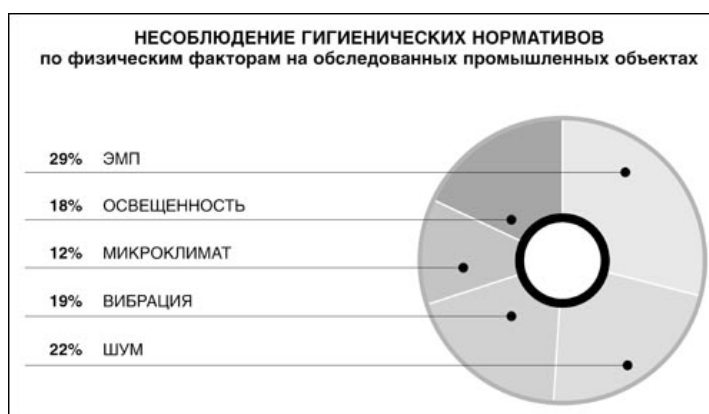 НЕСОБЛЮДЕНИЕ ГИГИЕНИЧЕСКИХ НОРМАТИВОВ
по физическим факторам на обследованных промышленных объектах
29% ЭМП
18% ОСВЕЩЕННОСТЬ
12% МИКРОКЛИМАТ
19% ВИБРАЦИЯ
22% ШУМ